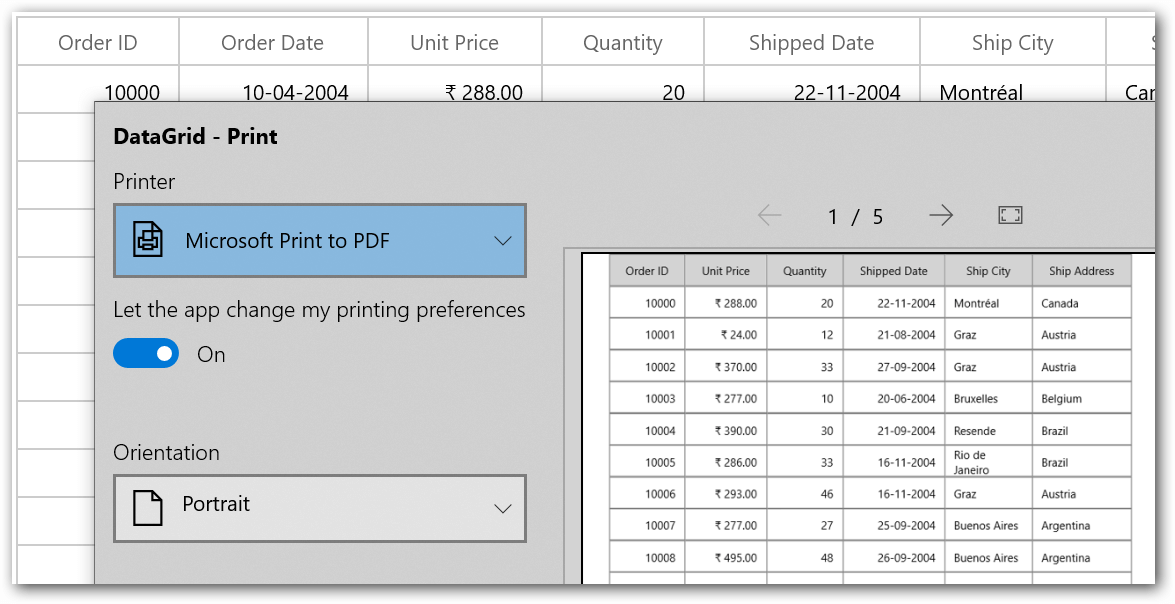 Order ID Order Date Unit Price Quantity Shipped Date Ship City
10000 10-04-2004 ₹ 288.00 20 22-11-2004 Montréal
DataGrid - Print
Printer
Microsoft Print to PDF
Let the app change my printing preferences
On
Orientation
Portrait
1 / 5
Order ID Unit Price Quantity Shipped Date Ship City Ship Address
10000 ₹ 288.00 20 22-11-2004 Montréal Canada
10001 ₹ 24.00 12 21-08-2004 Graz Austria
10002 ₹ 370.00 33 27-09-2004 Graz Austria
10003 ₹ 277.00 10 20-06-2004 Bruxelles Belgium
10004 ₹ 390.00 30 21-09-2004 Resende Brazil
10005 ₹ 286.00 33 16-11-2004 Rio de Janeiro Brazil
10006 ₹ 293.00 46 16-11-2004 Graz Austria
10007 ₹ 277.00 27 25-09-2004 Buenos Aires Argentina
10008 ₹ 495.00 48 26-09-2004 Buenos Aires Argentina